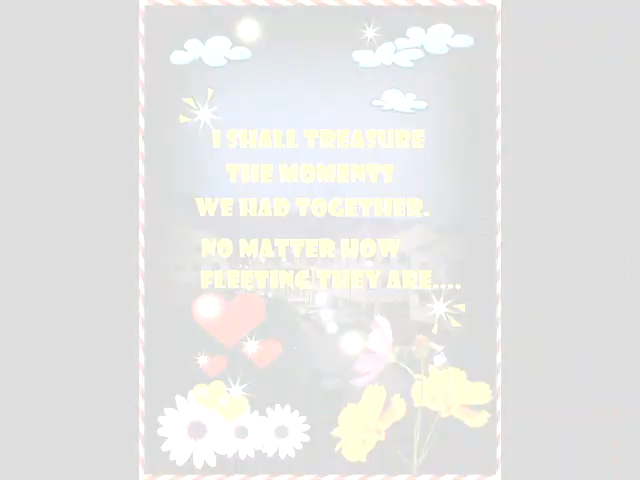 I SHALL TREASURE
THE MOMENTS
WE HAD TOGETHER.
NO MATTER HOW
FLEETING THEY ARE....